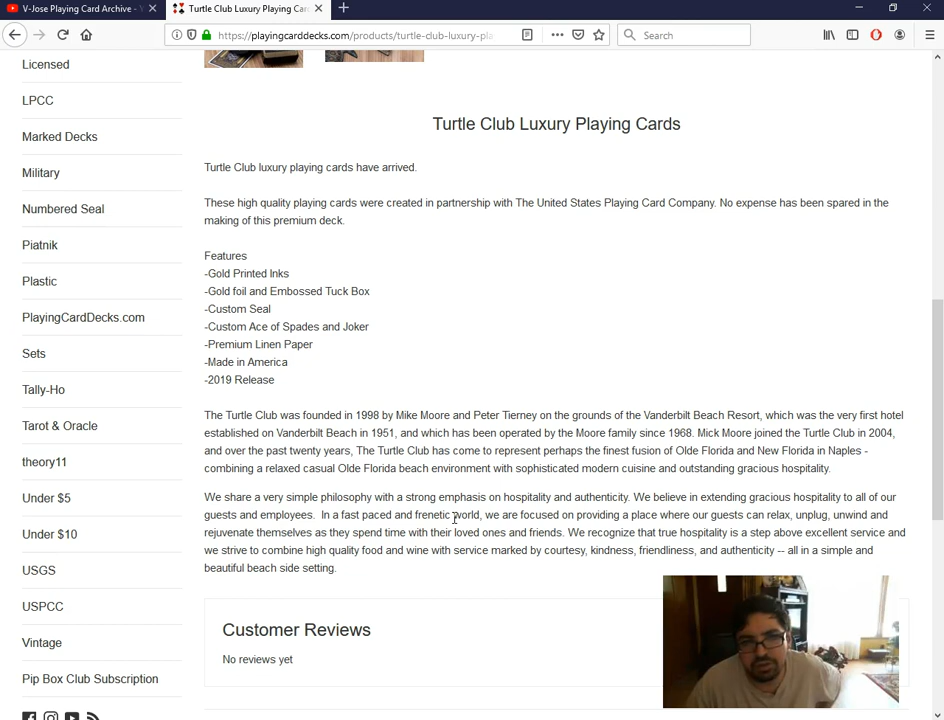 V-Jose Playing Card Archive - Y
Turtle Club Luxury Playing Car
https://playingcarddecks.com/products/turtle-club-luxury-pla
Search
Licensed
LPCC
Marked Decks
Military
Numbered Seal
Piatnik
Plastic
PlayingCardDecks.com
Sets
Tally-Ho
Tarot & Oracle
theory11
Under $5
Under $10
USGS
USPCC
Vintage
Pip Box Club Subscription
Turtle Club Luxury Playing Cards
Turtle Club luxury playing cards have arrived.
These high quality playing cards were created in partnership with The United States Playing Card Company. No expense has been spared in the
making of this premium deck.
Features
-Gold Printed Inks
-Gold foil and Embossed Tuck Box
-Custom Seal
-Custom Ace of Spades and Joker
-Premium Linen Paper
-Made in America
-2019 Release
The Turtle Club was founded in 1998 by Mike Moore and Peter Tierney on the grounds of the Vanderbilt Beach Resort, which was the very first hotel
established on Vanderbilt Beach in 1951, and which has been operated by the Moore family since 1968. Mick Moore joined the Turtle Club in 2004,
and over the past twenty years, The Turtle Club has come to represent perhaps the finest fusion of Olde Florida and New Florida in Naples -
combining a relaxed casual Olde Florida beach environment with sophisticated modern cuisine and outstanding gracious hospitality.
We share a very simple philosophy with a strong emphasis on hospitality and authenticity. We believe in extending gracious hospitality to all of our
guests and employees. In a fast paced and frenetic world, we are focused on providing a place where our guests can relax, unplug, unwind and
rejuvenate themselves as they spend time with their loved ones and friends. We recognize that true hospitality is a step above excellent service and
we strive to combine high quality food and wine with service marked by courtesy, kindness, friendliness, and authenticity -- all in a simple and
beautiful beach side setting.
Customer Reviews
No reviews yet